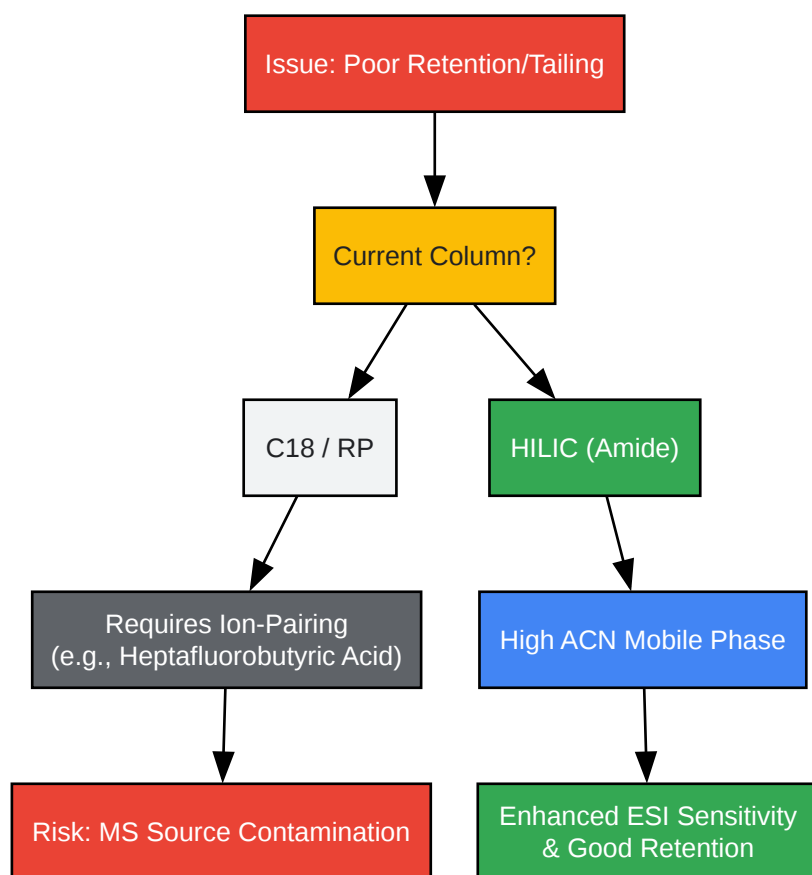 Issue: Poor Retention/Tailing
Current Column?
C18 / RP
HILIC (Amide)
Requires Ion-Pairing
(e.g., Heptafluorobutyric Acid)
High ACN Mobile Phase
Risk: MS Source Contamination
Enhanced ESI Sensitivity
& Good Retention